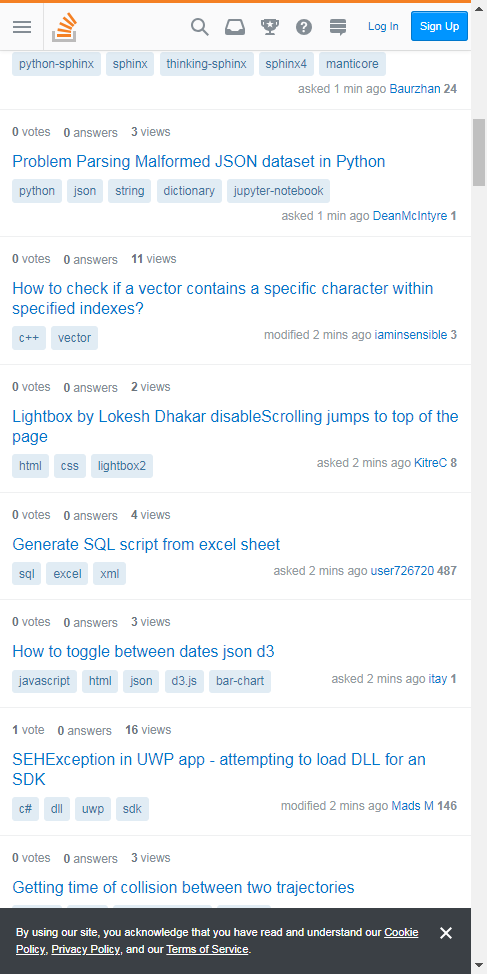 Log In Sign Up
python-sphinx sphinx thinking-sphinx sphinx4 manticore
asked 1 min ago Baurzhan 24
0 votes 0 answers 3 views
Problem Parsing Malformed JSON dataset in Python
python json string dictionary jupyter-notebook
asked 1 min ago DeanMcIntyre 1
0 votes 0 answers 11 views
How to check if a vector contains a specific character within
specified indexes?
c++ vector
modified 2 mins ago iaminsensible 3
0 votes 0 answers 2 views
Lightbox by Lokesh Dhakar disableScrolling jumps to top of the
page
html css lightbox2
asked 2 mins ago KitreC 8
0 votes 0 answers 4 views
Generate SQL script from excel sheet
sql excel xml
asked 2 mins ago user726720 487
0 votes 0 answers 3 views
How to toggle between dates json d3
javascript html json d3.js bar-chart
asked 2 mins ago itay 1
1 vote 0 answers 16 views
SEHException in UWP app - attempting to load DLL for an
SDK
c# dll uwp sdk
modified 2 mins ago Mads M 146
0 votes 0 answers 3 views
Getting time of collision between two trajectories
By using our site, you acknowledge that you have read and understand our Cookie
Policy, Privacy Policy, and our Terms of Service.